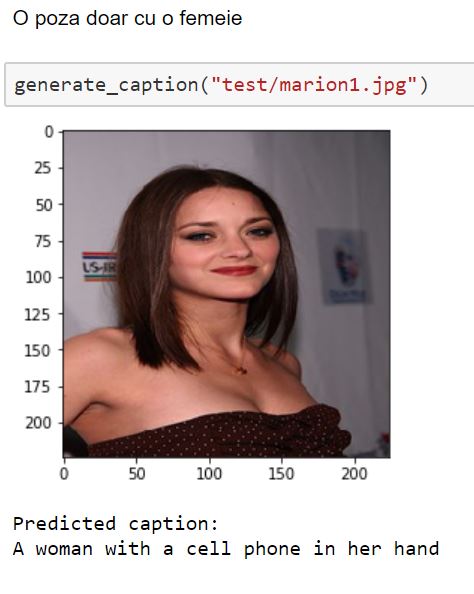 O poza doar cu o femeie
generate_caption("test/marion1.jpg")
0
25
50
75
100
125
150
175
200
US-IR
0 50 100 150 200
Predicted caption:
A woman with a cell phone in her hand